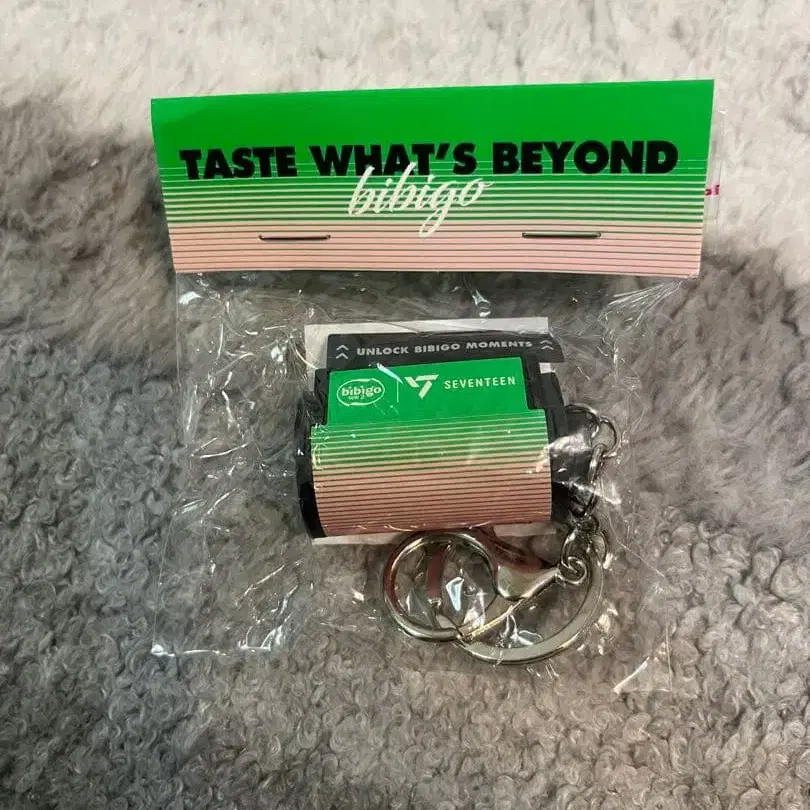 TASTE WHAT'S BEYOND
bibigo
UNLOCK BIBIGO MOMENTS
bibigo
SEVENTEEN